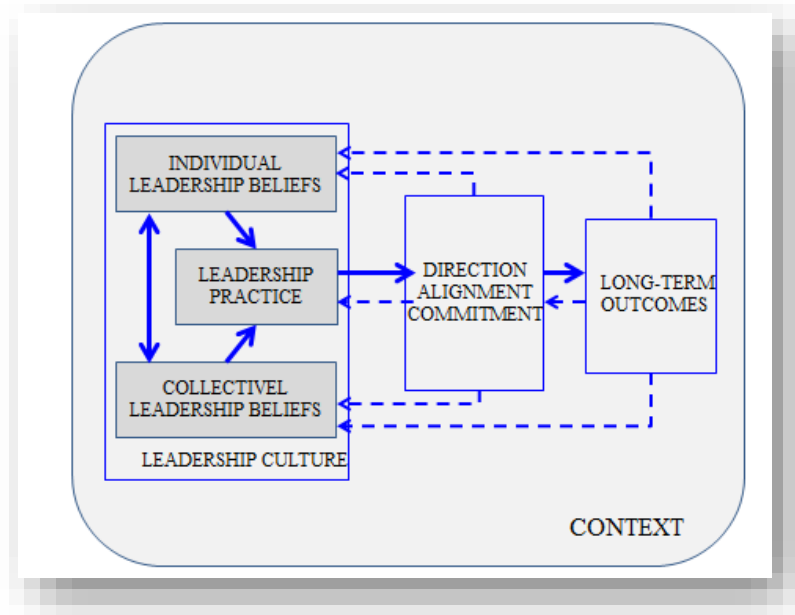 INDIVIDUAL
LEADERSHIP BELIEFS
LEADERSHIP
PRACTICE
COLLECTIVEL
LEADERSHIP BELIEFS
LEADERSHIP CULTURE
DIRECTION
ALIGNMENT
COMMITMENT
LONG-TERM
OUTCOMES
CONTEXT